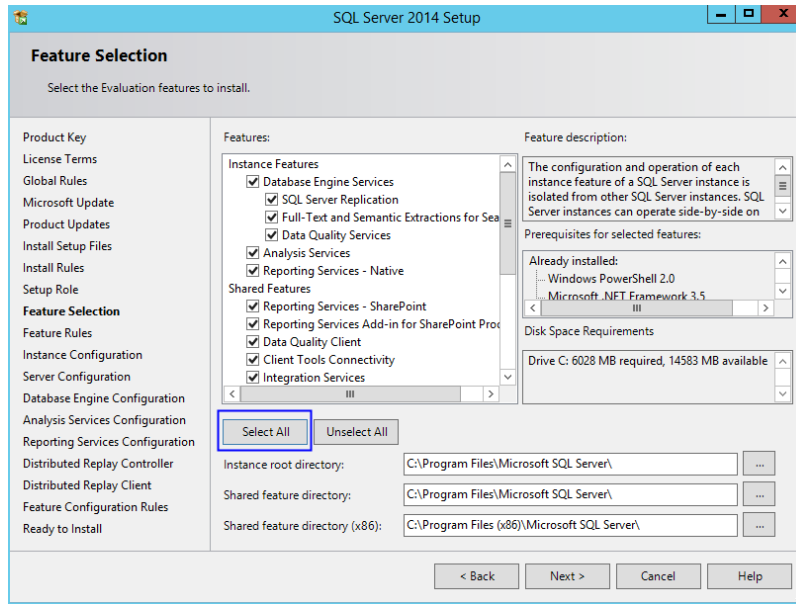 SQL Server 2014 Setup
Feature Selection
Select the Evaluation features to install.
Product Key
License Terms
Global Rules
Microsoft Update
Product Updates
Install Setup Files
Install Rules
Setup Role
Feature Selection
Feature Rules
Instance Configuration
Server Configuration
Database Engine Configuration
Analysis Services Configuration
Reporting Services Configuration
Distributed Replay Controller
Distributed Replay Client
Feature Configuration Rules
Ready to Install
Features:
Instance Features
Database Engine Services
SQL Server Replication
Full-Text and Semantic Extractions for Sea
Data Quality Services
Analysis Services
Reporting Services - Native
Shared Features
Reporting Services - SharePoint
Reporting Services Add-in for SharePoint Proc
Data Quality Client
Client Tools Connectivity
Integration Services
Feature description:
The configuration and operation of each
instance feature of a SQL Server instance is
isolated from other SQL Server instances. SQL
Server instances can operate side-by-side on
Prerequisites for selected features:
Already installed:
Windows PowerShell 2.0
Microsoft .NET Framework 3.5
Disk Space Requirements
Drive C: 6028 MB required, 14583 MB available
Select All
Unselect All
Instance root directory:
C:\Program Files\Microsoft SQL Server\
...
Shared feature directory:
C:\Program Files\Microsoft SQL Server\
...
Shared feature directory (x86):
C:\Program Files (x86)\Microsoft SQL Server\
...
< Back
Next >
Cancel
Help